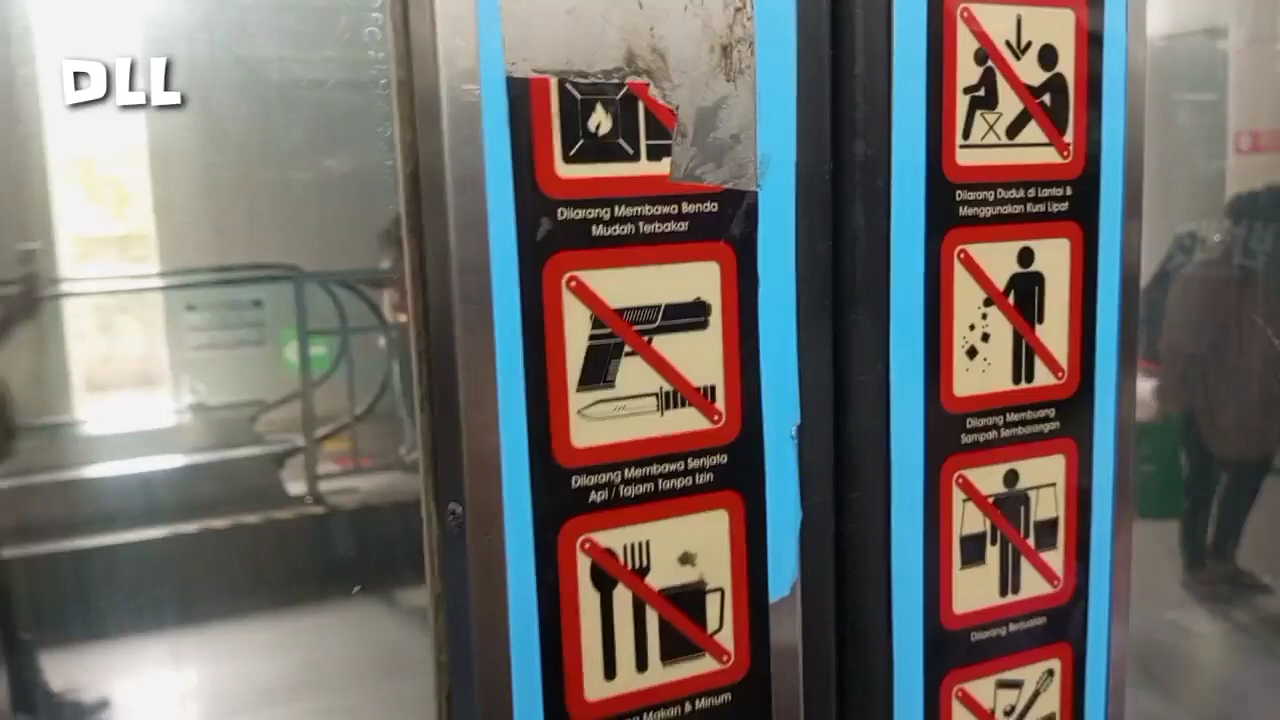 DLL
Dilarang Membawa Benda
Mudah Terbakar
Dilarang Membawa Senjata
Api / Tajam Tanpa Izin
Makan & Minum
Dilarang Duduk di Lantai &
Menggunakan Kursi Lipat
Dilarang Membuang
Sampah Sembarangan
Dilarang Berjualan